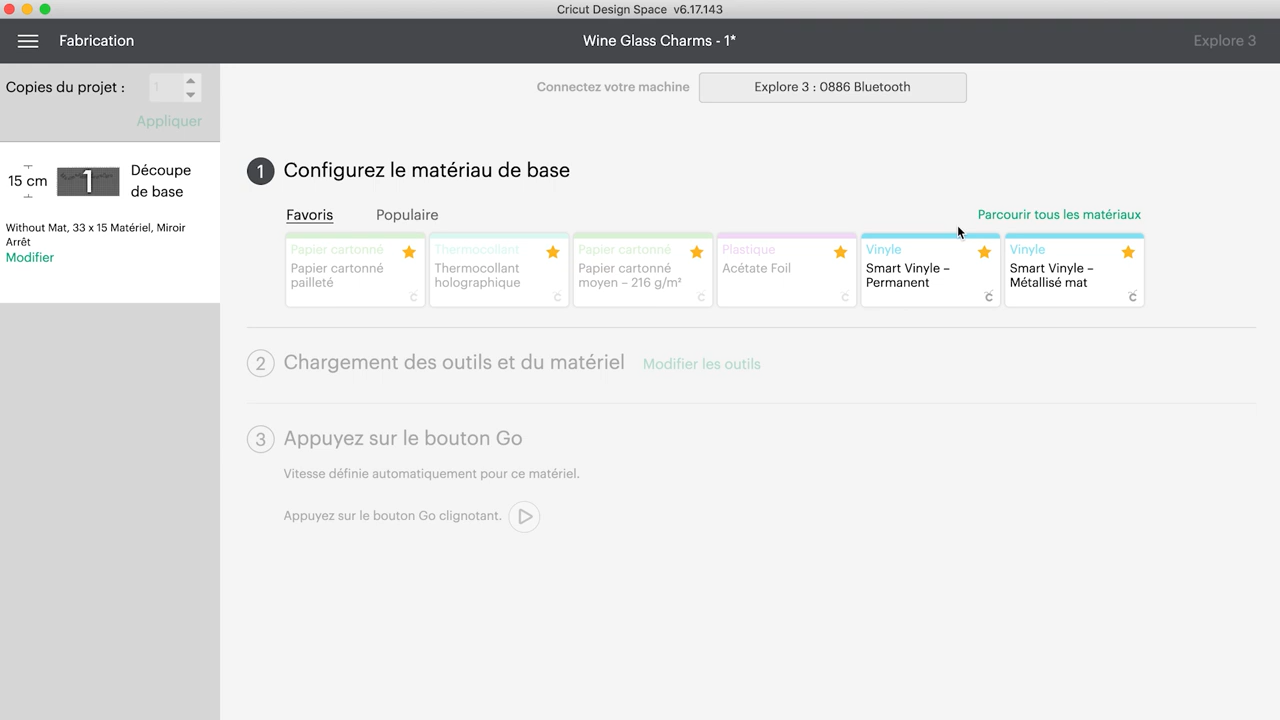 Cricut Design Space v6.17.143
Fabrication
Wine Glass Charms - 1*
Explore 3
Copies du projet :
1
Appliquer
Connectez votre machine
Explore 3 : 0886 Bluetooth
15 cm
1
Découpe
de base
Without Mat, 33 x 15 Matériel, Miroir
Arrêt
Modifier
1
Configurez le matériau de base
Favoris
Populaire
Parcourir tous les matériaux
Papier cartonné
Papier cartonné
pailleté
Thermocollant
Thermocollant
holographique
Papier cartonné
Papier cartonné
moyen – 216 g/m²
Plastique
Acétate Foil
Vinyle
Smart Vinyle –
Permanent
Vinyle
Smart Vinyle –
Métallisé mat
2
Chargement des outils et du matériel
Modifier les outils
3
Appuyez sur le bouton Go
Vitesse définie automatiquement pour ce matériel.
Appuyez sur le bouton Go clignotant.